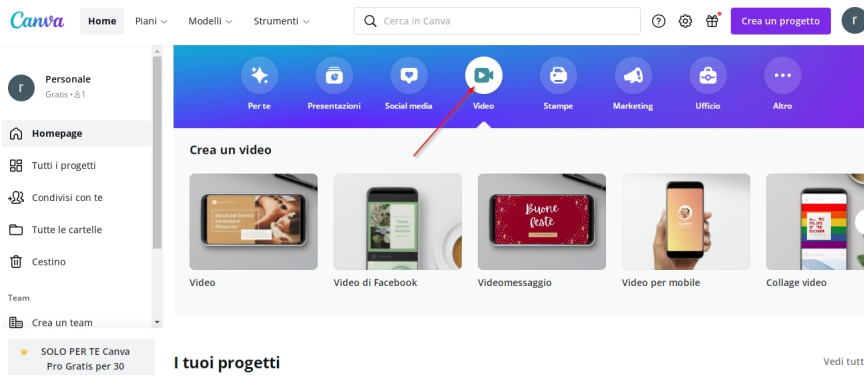 Canva
Home
Piani
Modelli
Strumenti
Cerca in Canva
Crea un progetto
r
r
Personale
Gratis • 1
Homepage
Tutti i progetti
Condivisi con te
Tutte le cartelle
Cestino
Team
Crea un team
SOLO PER TE Canva
Pro Gratis per 30
Per te
Presentazioni
Social media
Video
Stampe
Marketing
Ufficio
Altro
Crea un video
Buone
feste
Video
Video di Facebook
Videomessaggio
Video per mobile
Collage video
I tuoi progetti
Vedi tutt